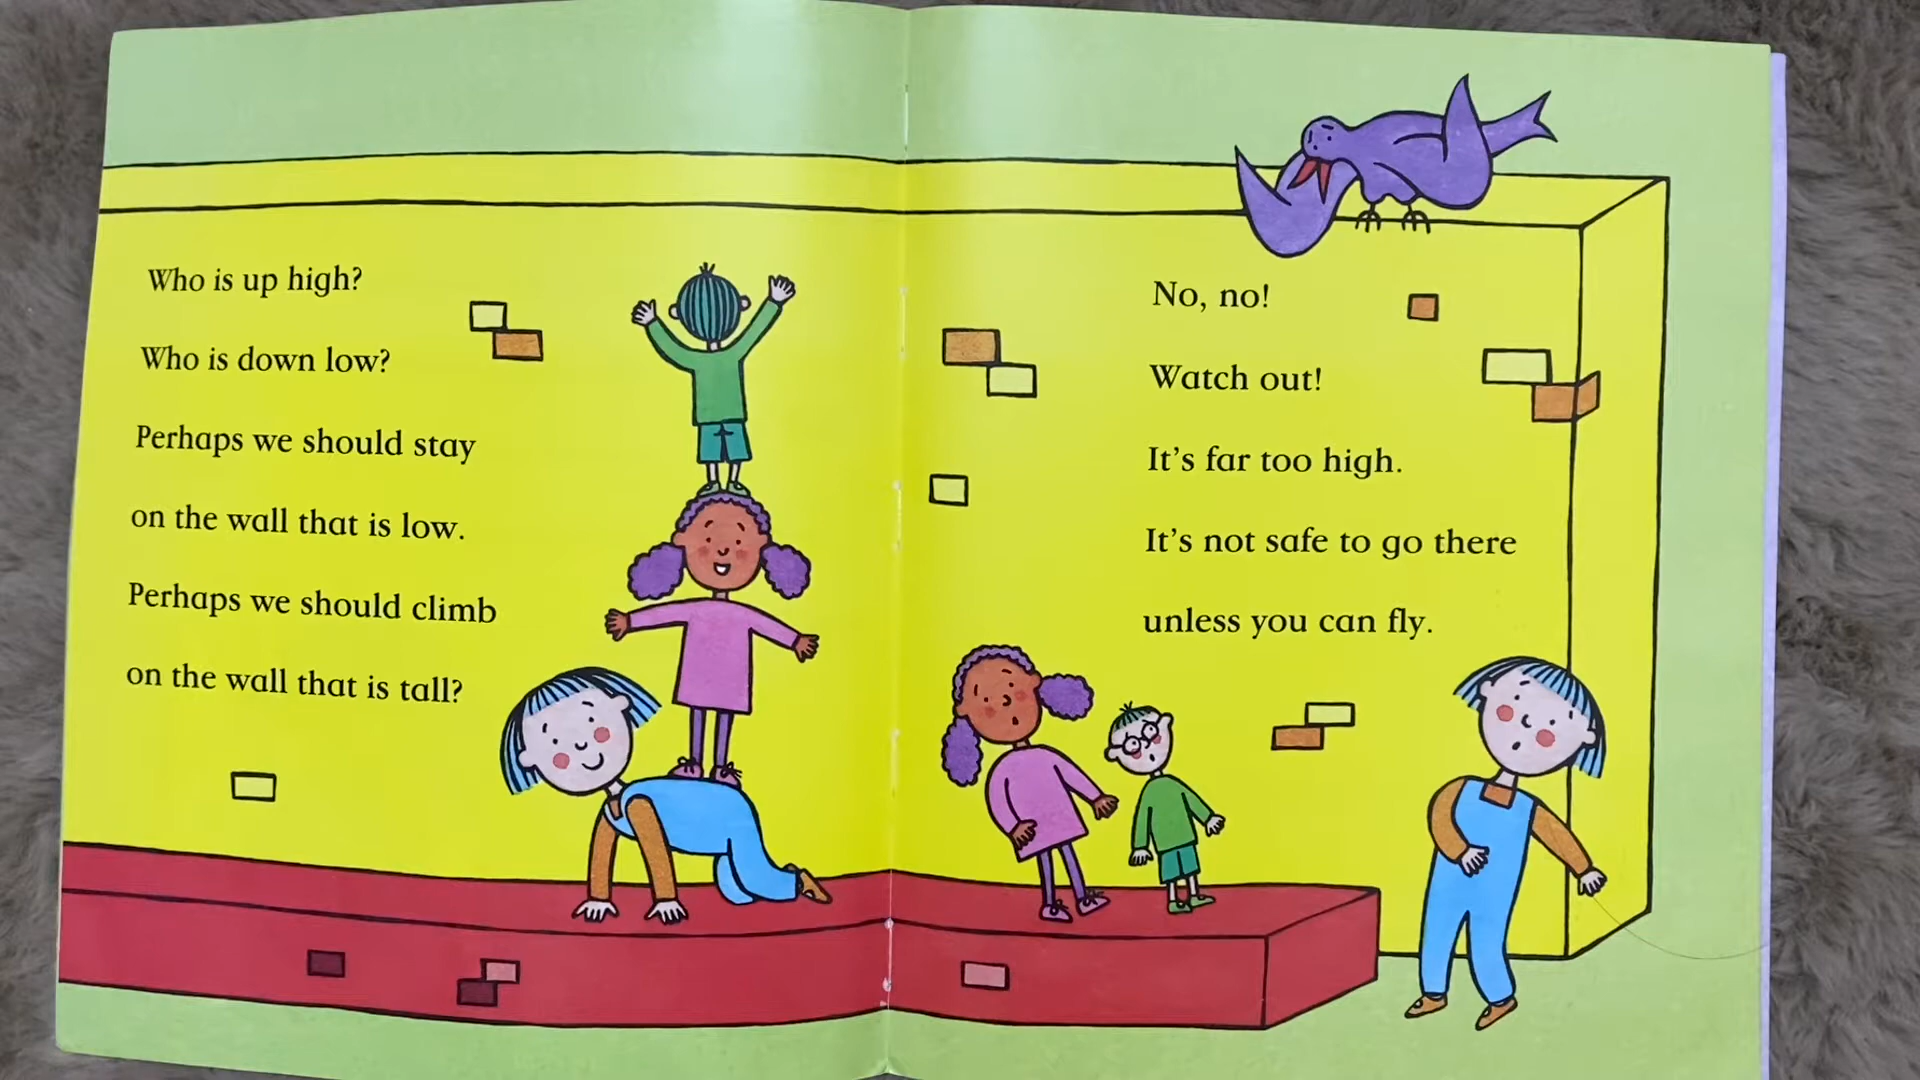 Who is up high?
Who is down low?
Perhaps we should stay
on the wall that is low.
Perhaps we should climb
on the wall that is tall?
No, no!
Watch out!
It's far too high.
It's not safe to go there
unless you can fly.